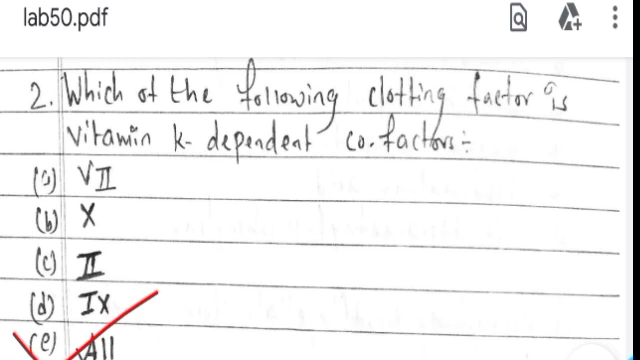 lab50.pdf
2. Which of the following clotting factor is
vitamin k- dependent co.factors:-
(a) VII
(b) X
(c) II
(d) IX
(e) All